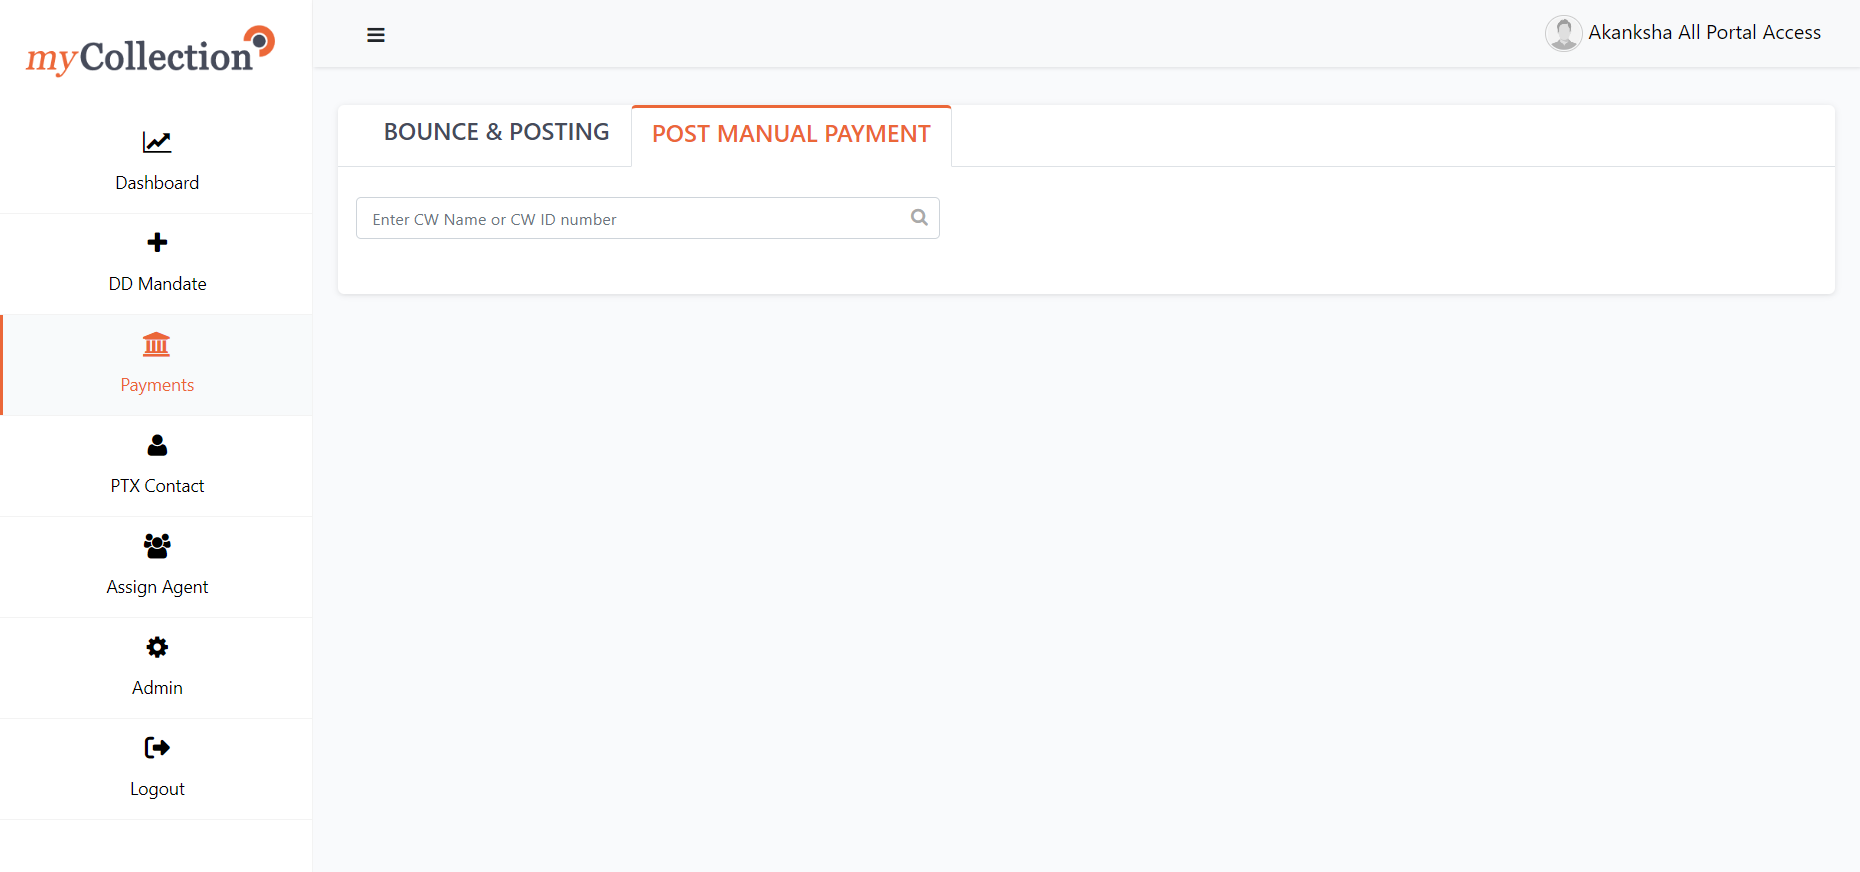 myCollection
Akanksha All Portal Access
Dashboard
DD Mandate
Payments
PTX Contact
Assign Agent
Admin
Logout
BOUNCE & POSTING
POST MANUAL PAYMENT
Enter CW Name or CW ID number